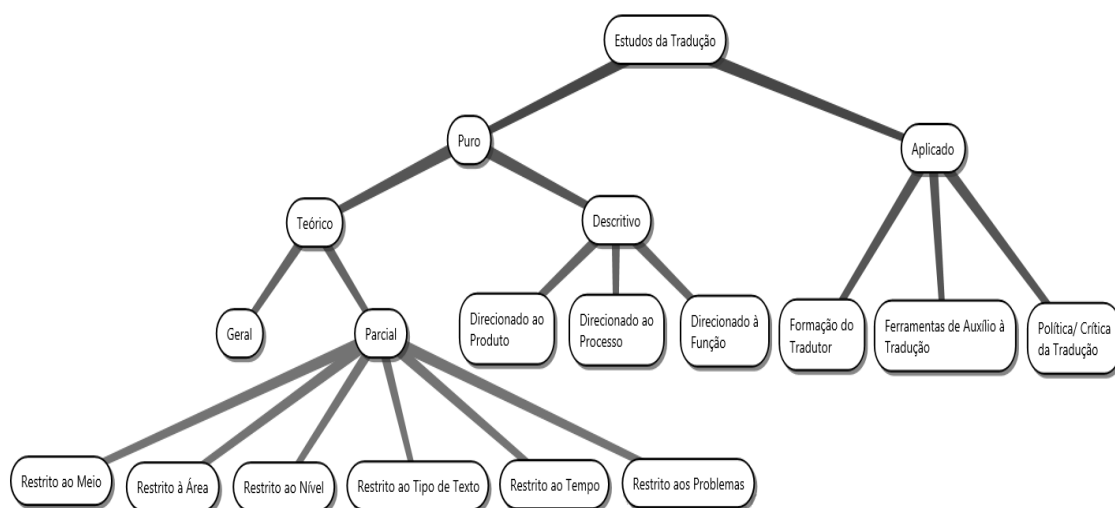 Estudos da Tradução
Puro
Aplicado
Teórico
Descritivo
Geral
Parcial
Direcionado ao
Produto
Direcionado ao
Processo
Direcionado à
Função
Formação do
Tradutor
Ferramentas de Auxílio à
Tradução
Política/ Crítica
da Tradução
Restrito ao Meio
Restrito à Área
Restrito ao Nível
Restrito ao Tipo de Texto
Restrito ao Tempo
Restrito aos Problemas